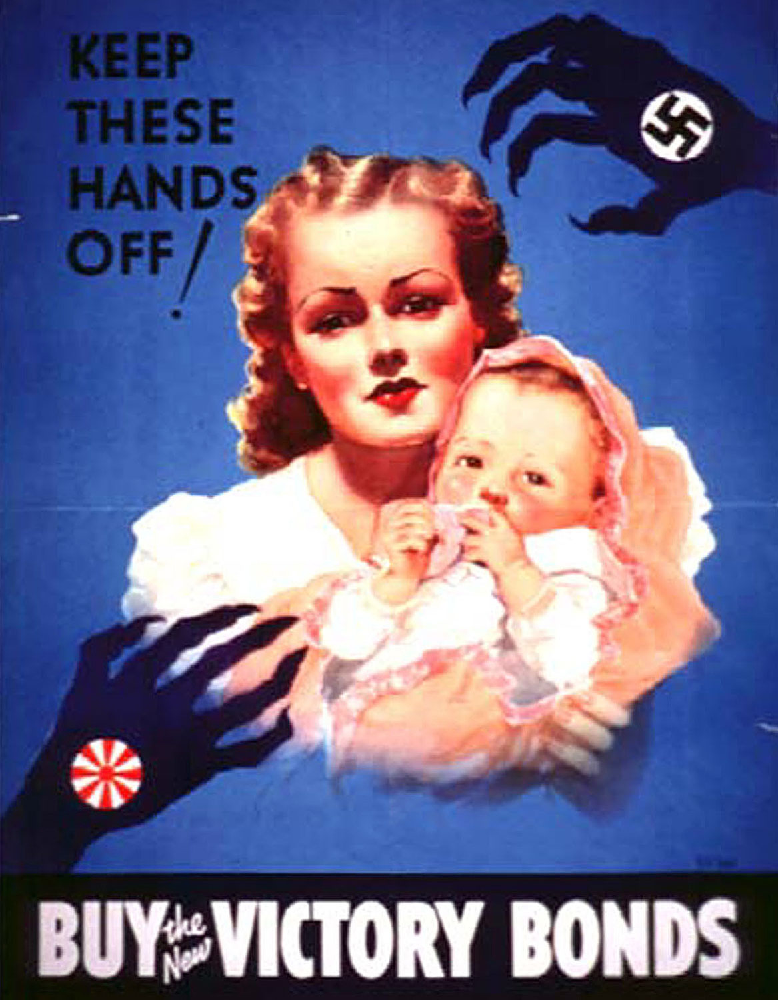 KEEP
THESE
HANDS
OFF!
BUY the New VICTORY BONDS